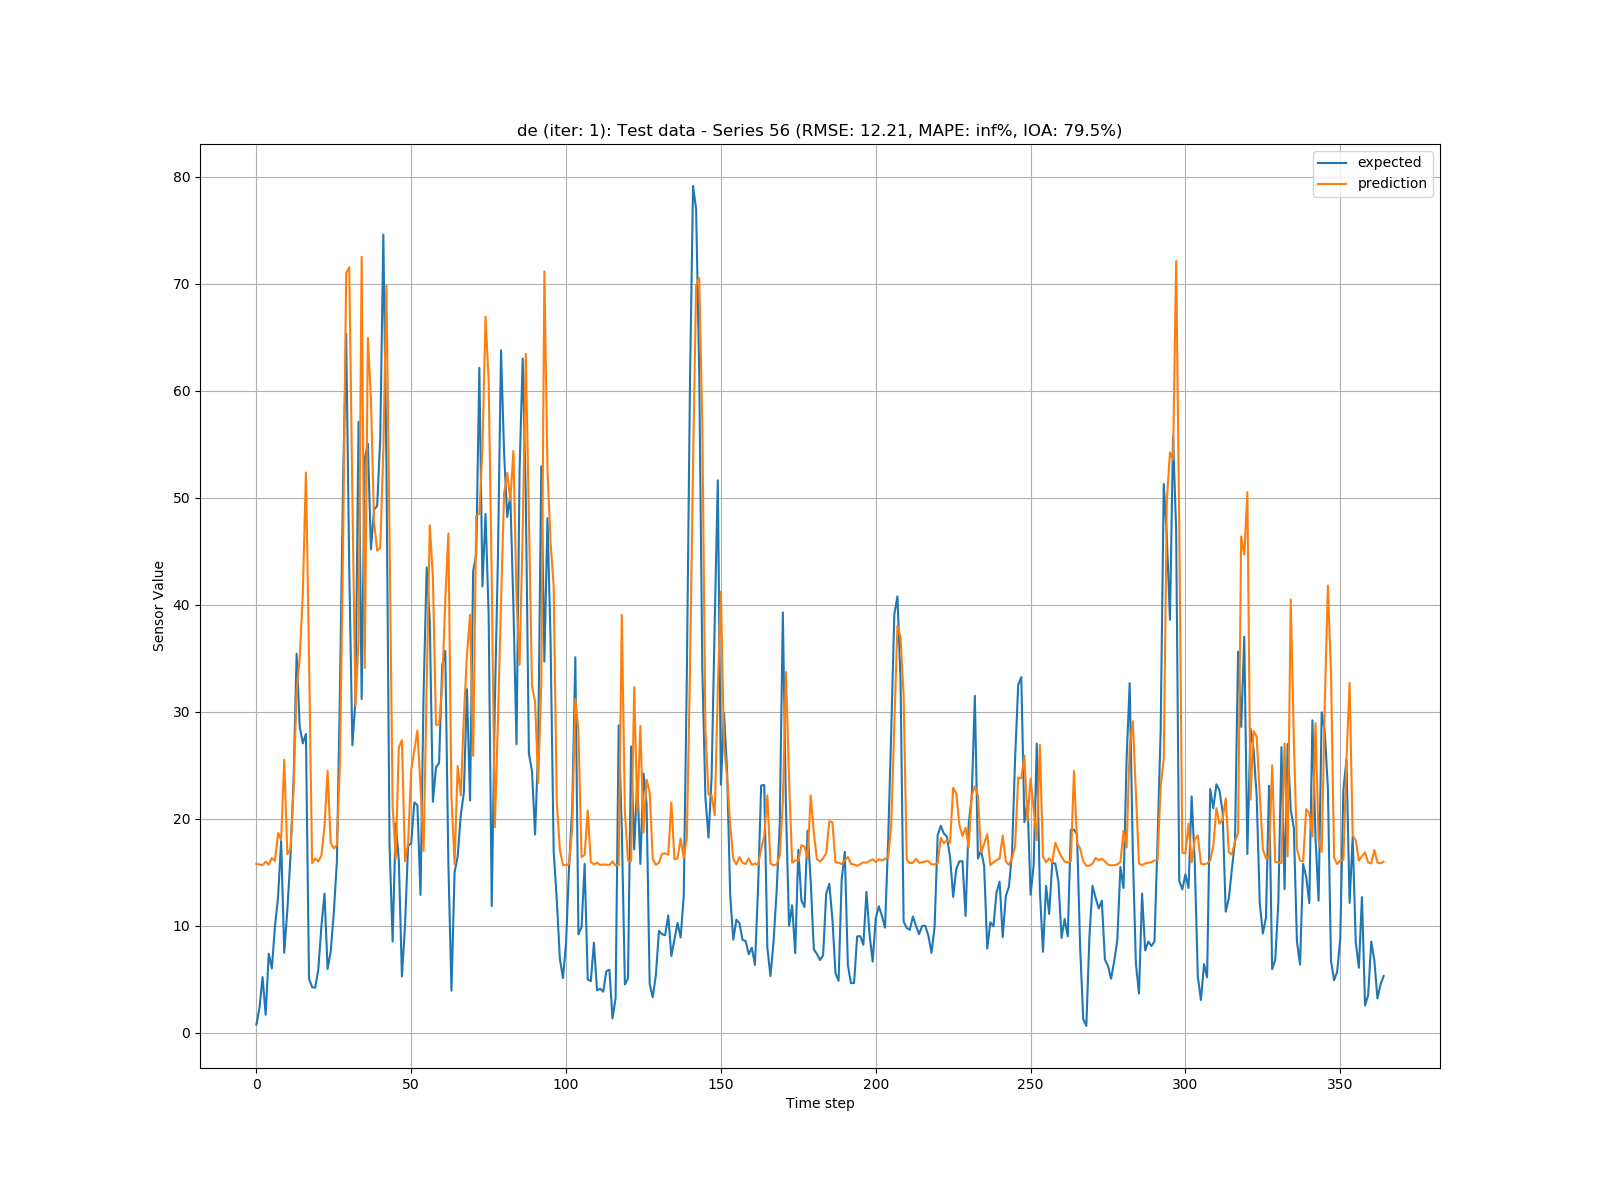 de (iter: 1): Test data - Series 56 (RMSE: 12.21, MAPE: inf%, IOA: 79.5%)
expected
prediction
80
70
60
50
40
30
20
10
0
Sensor Value
0 50 100 150 200 250 300 350
Time step